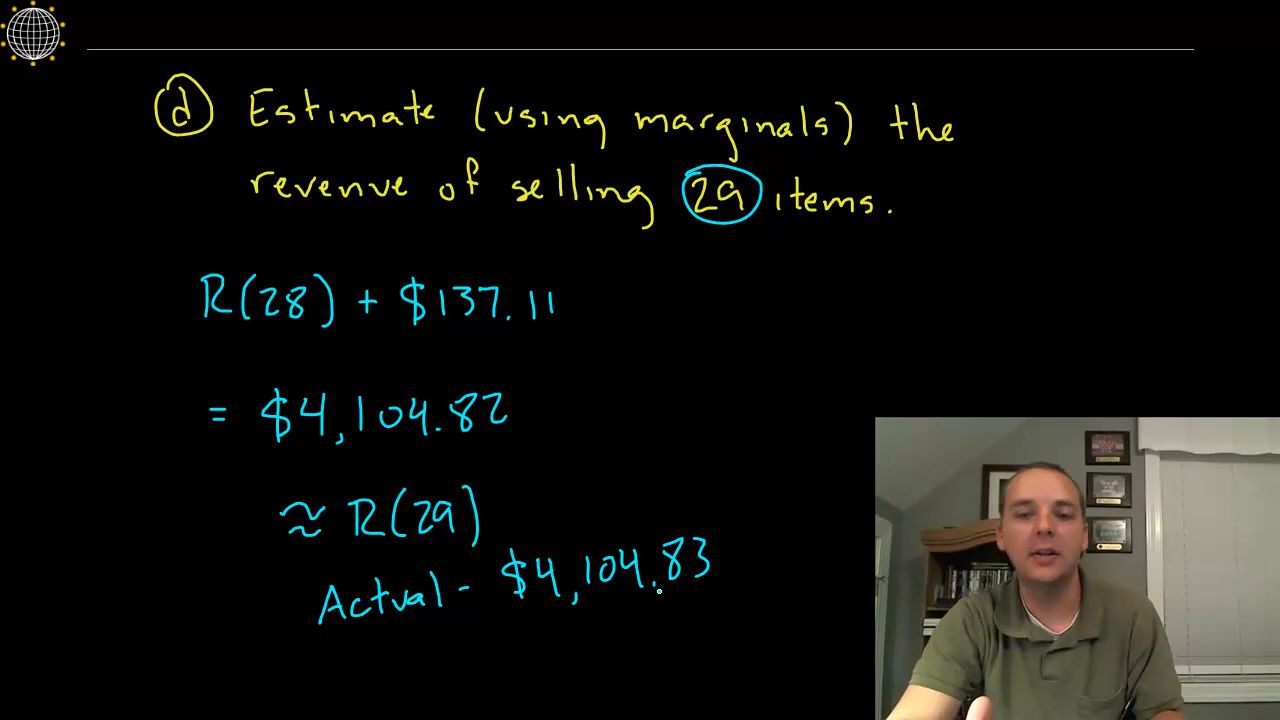 (d) Estimate (using marginals) the
revenue of selling 29 items.
R(28) + $137.11
= $4,104.82
≈ R(29)
Actual - $4,104.83